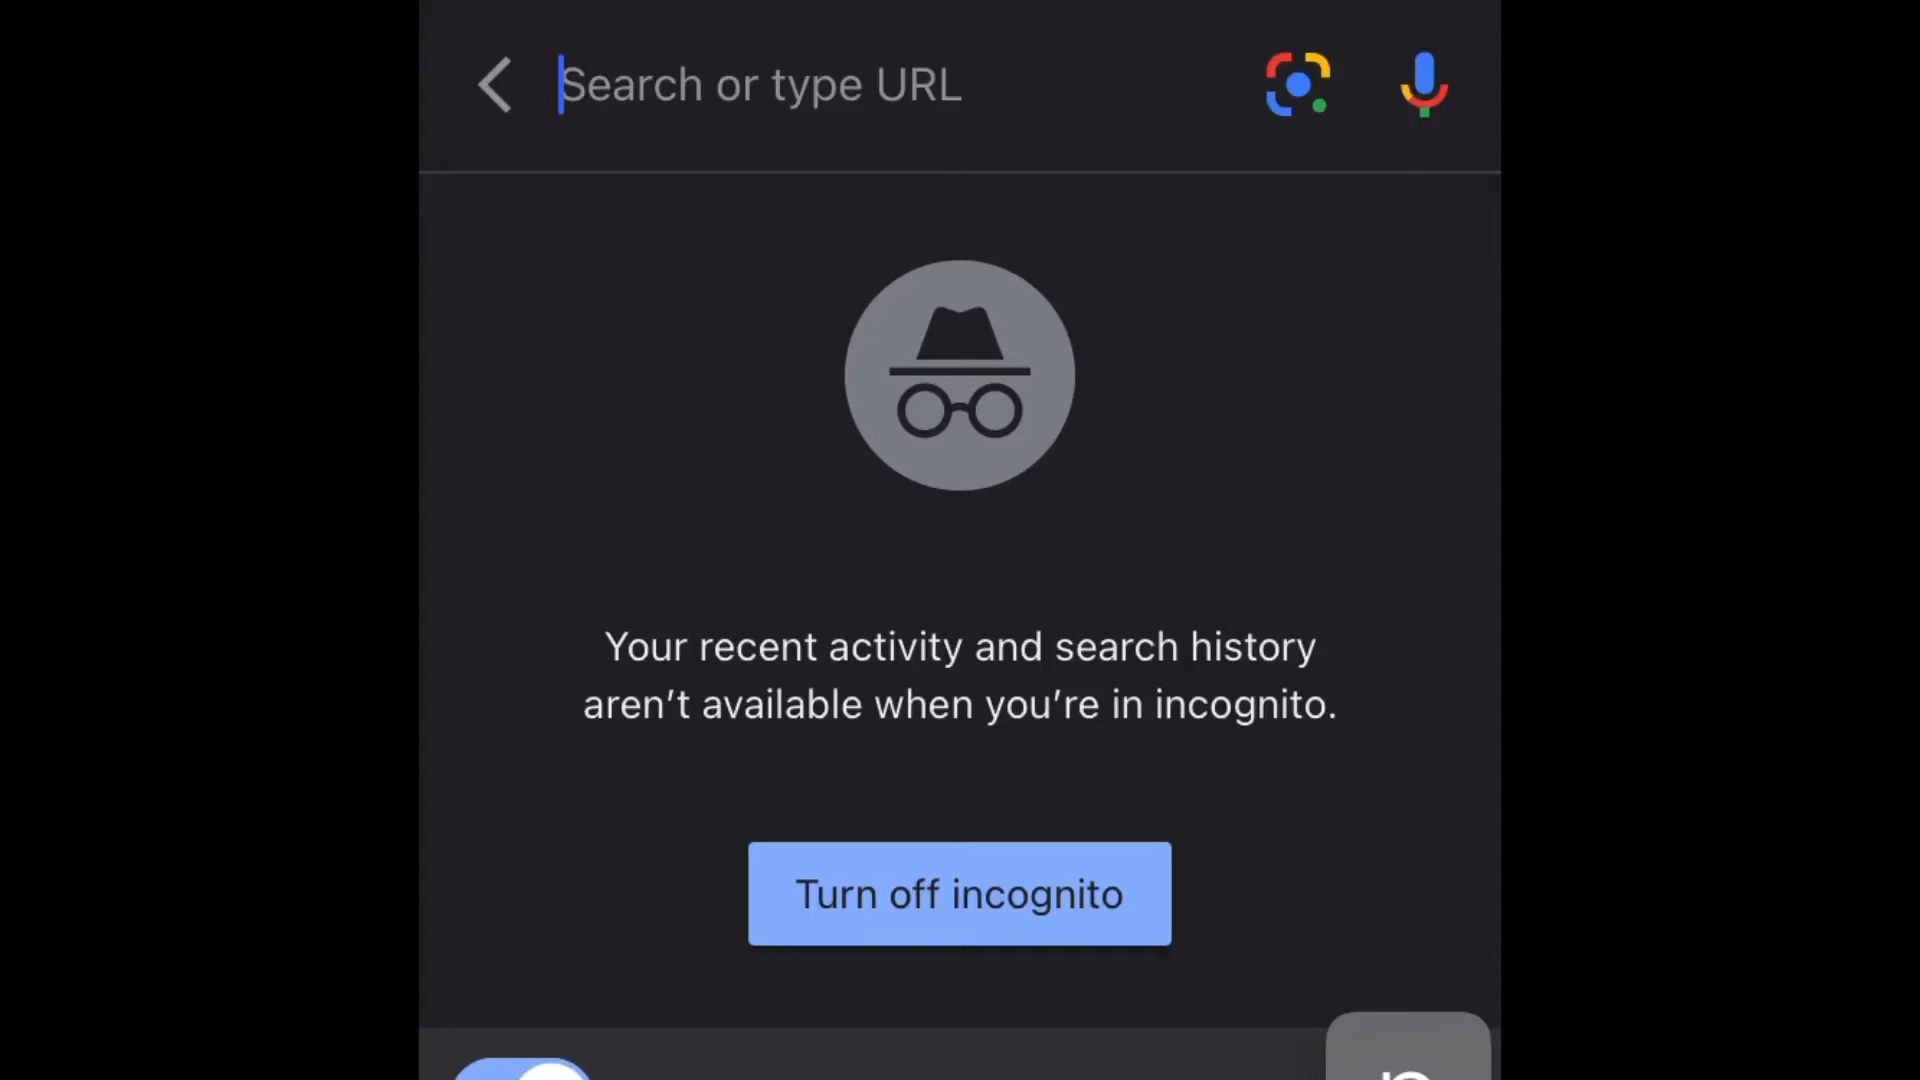 Search or type URL
Your recent activity and search history
aren't available when you're in incognito.
Turn off incognito